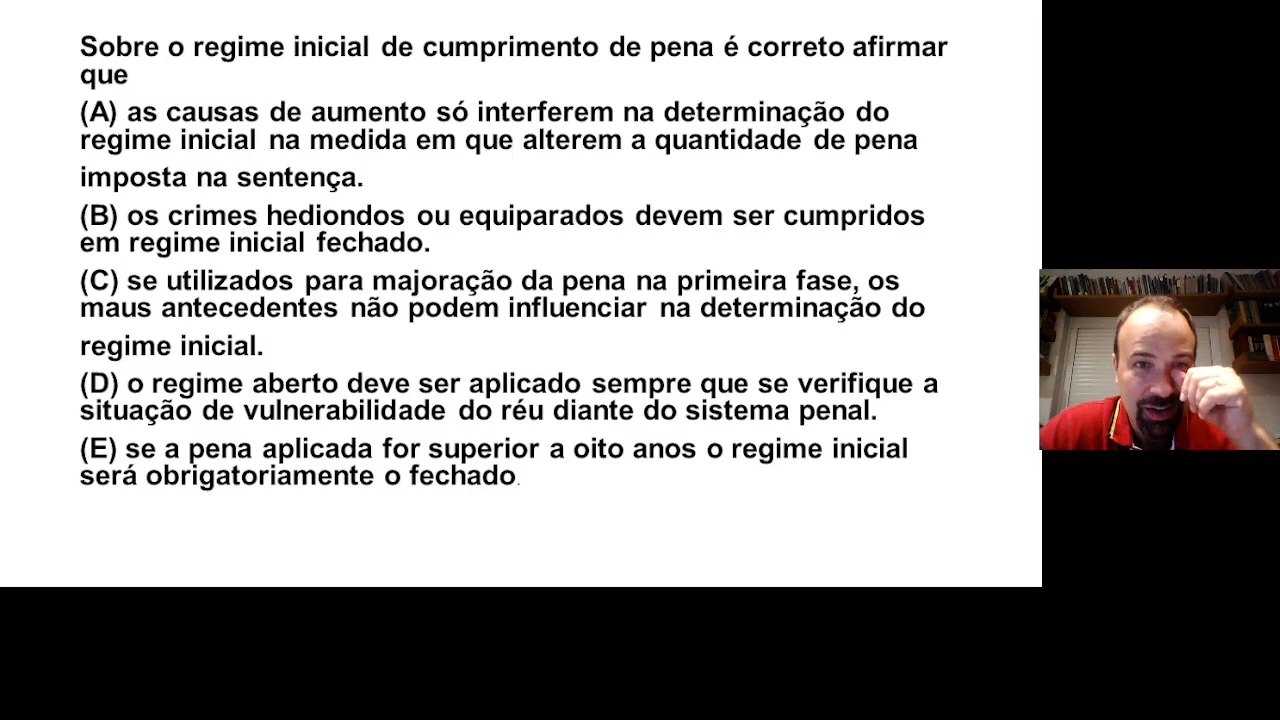 Sobre o regime inicial de cumprimento de pena é correto afirmar
que
(A) as causas de aumento só interferem na determinação do
regime inicial na medida em que alterem a quantidade de pena
imposta na sentença.
(B) os crimes hediondos ou equiparados devem ser cumpridos
em regime inicial fechado.
(C) se utilizados para majoração da pena na primeira fase, os
maus antecedentes não podem influenciar na determinação do
regime inicial.
(D) o regime aberto deve ser aplicado sempre que se verifique a
situação de vulnerabilidade do réu diante do sistema penal.
(E) se a pena aplicada for superior a oito anos o regime inicial
será obrigatoriamente o fechado.